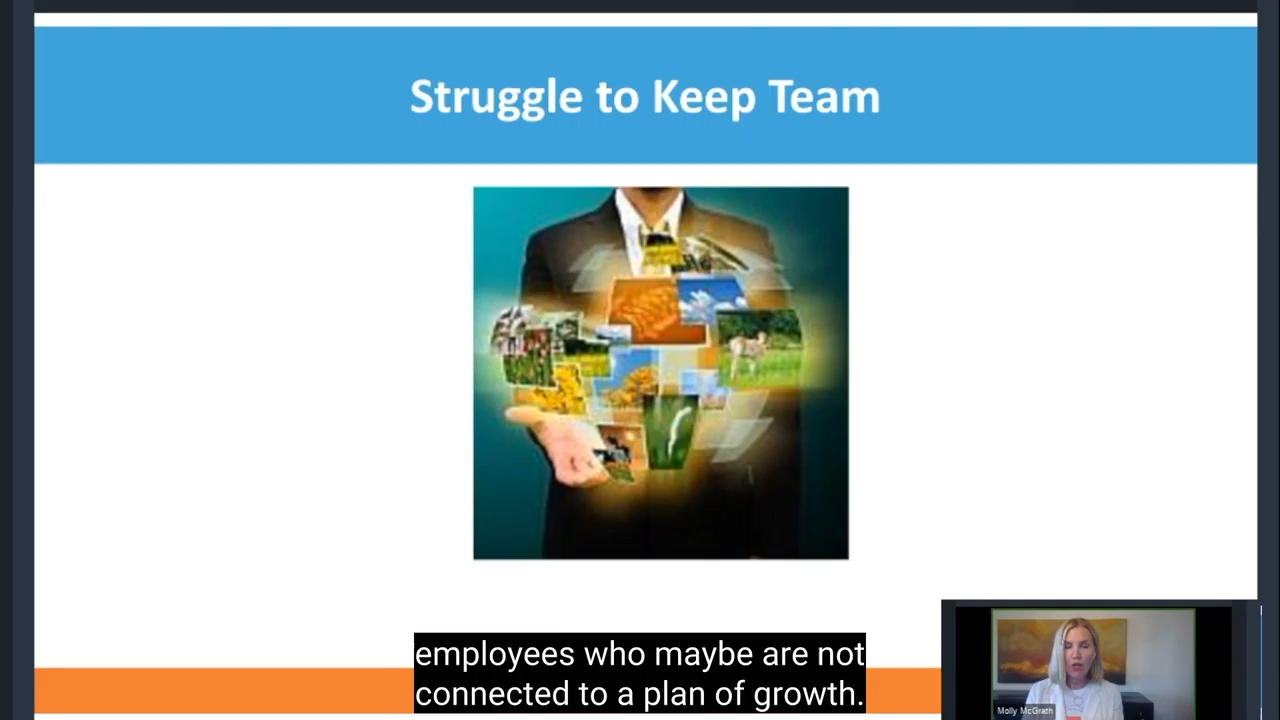 Struggle to Keep Team
employees who maybe are not
connected to a plan of growth.
Molly McGrath